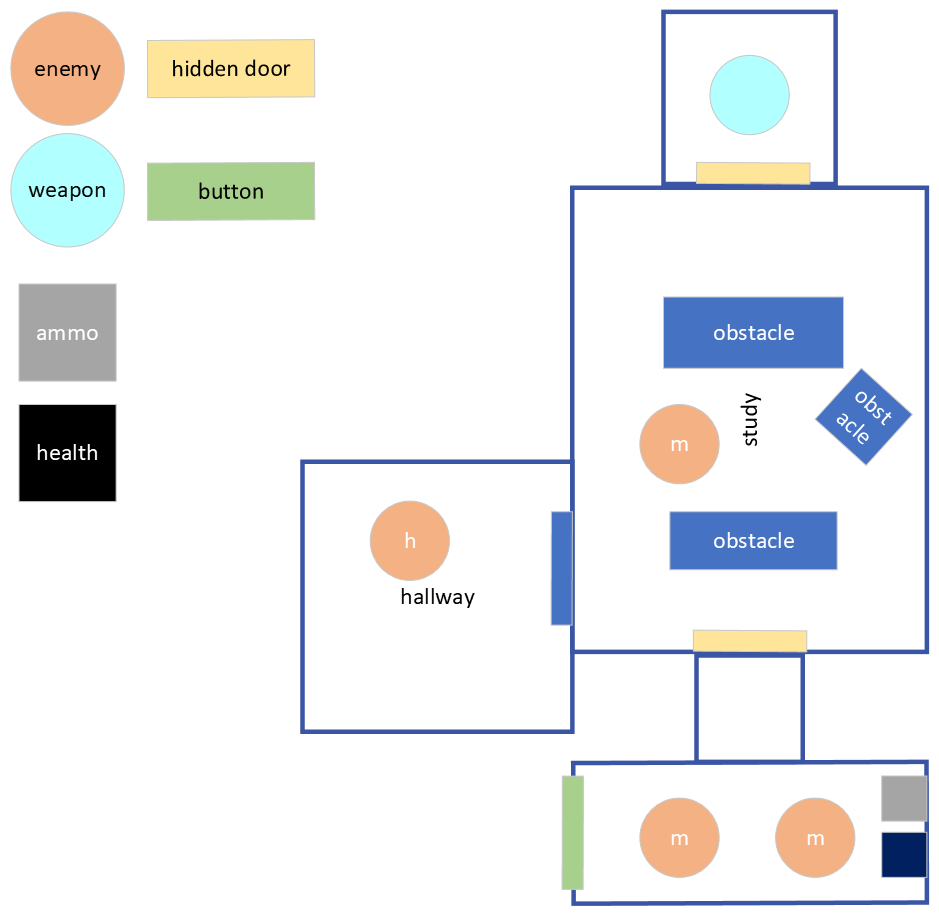 enemy
hidden door
weapon
button
ammo
health
obstacle
obst
acle
study
m
obstacle
h
hallway
m
m